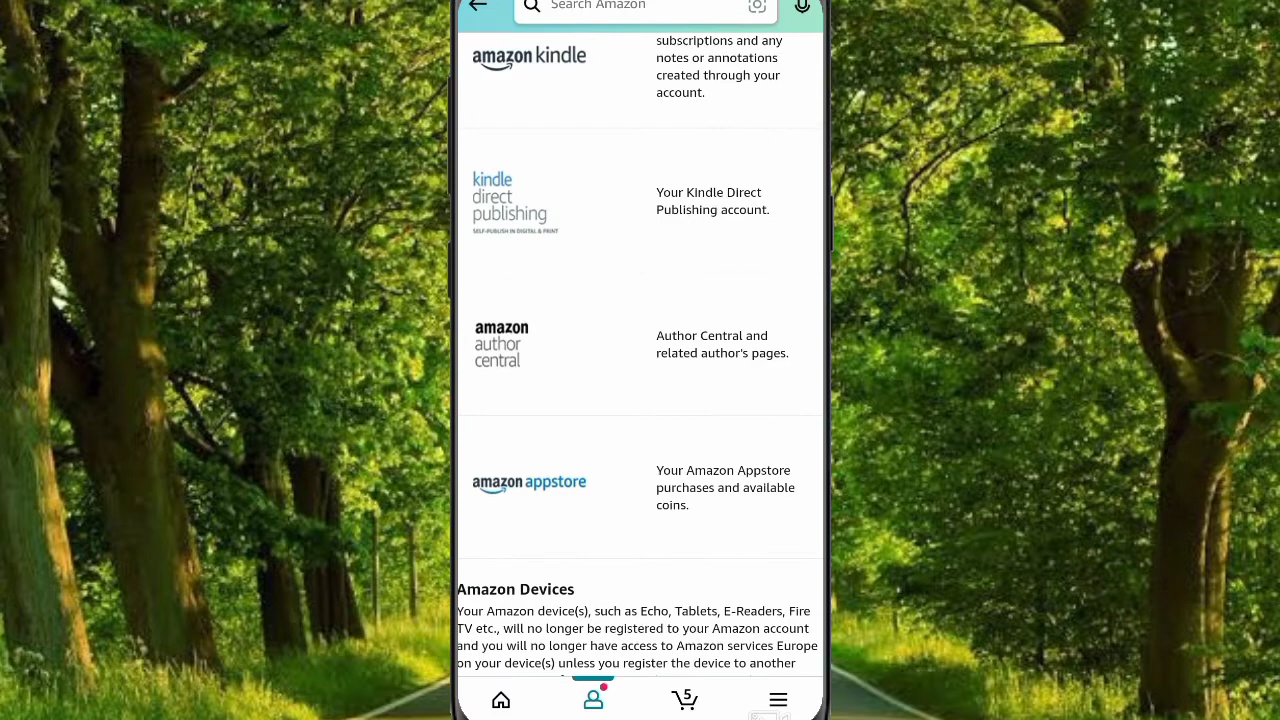 Search Amazon
amazon kindle
subscriptions and any
notes or annotations
created through your
account.
kindle
direct
publishing
SELF-PUBLISH IN DIGITAL & PRINT
Your Kindle Direct
Publishing account.
amazon
author
central
Author Central and
related author's pages.
amazon appstore
Your Amazon Appstore
purchases and available
coins.
Amazon Devices
Your Amazon device(s), such as Echo, Tablets, E-Readers, Fire
TV etc., will no longer be registered to your Amazon account
and you will no longer have access to Amazon services Europe
on your device(s) unless you register the device to another
5